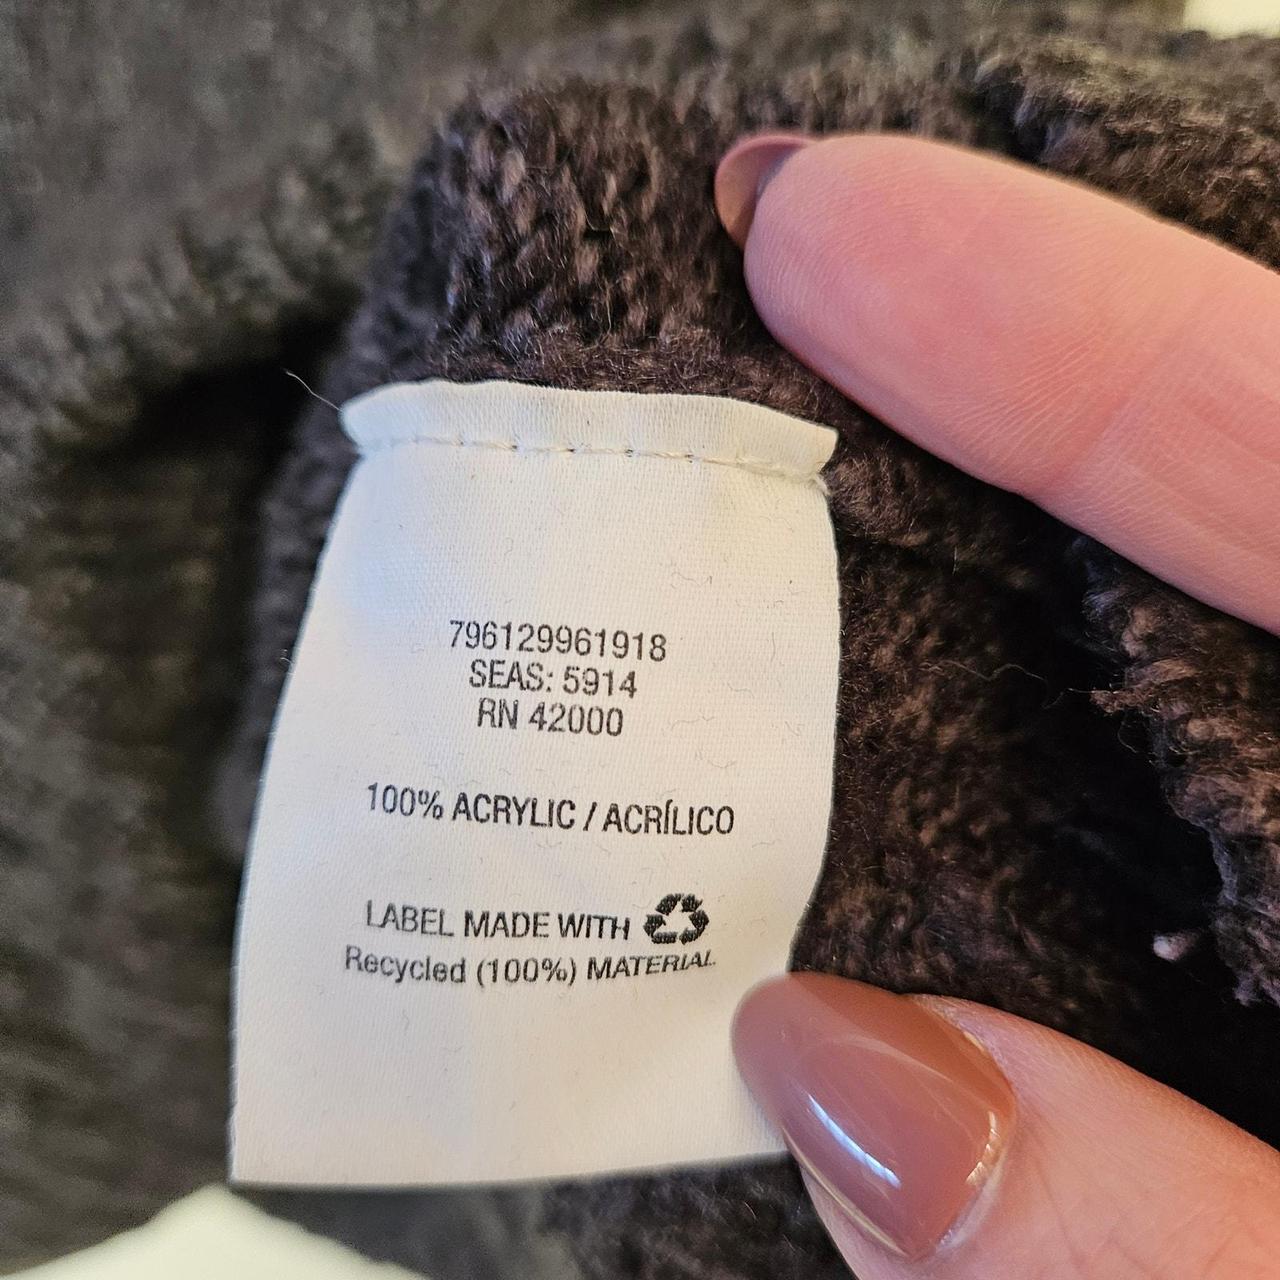 796129961918
SEAS: 5914
RN 42000
100% ACRYLIC / ACRÍLICO
LABEL MADE WITH
Recycled (100%) MATERIAL